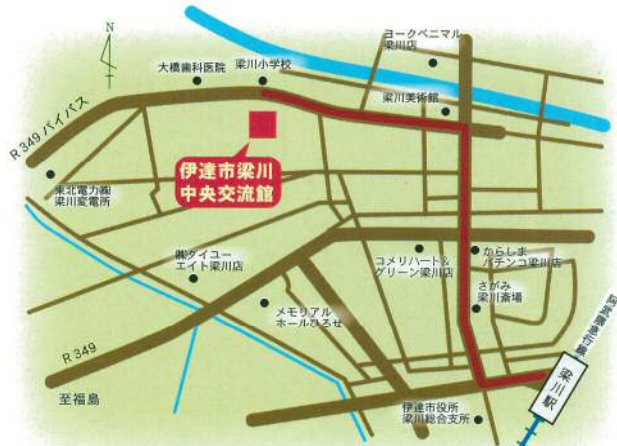 N
ヨークベニマル
梁川店
大橋歯科医院
梁川小学校
梁川美術館
R 349 バイパス
伊達市梁川
中央交流館
東北電力㈱
梁川変電所
㈱ダイユー
エイト梁川店
コメリハート&
グリーン梁川店
からしま
パチンコ梁川店
さがみ
梁川斎場
メモリアル
ホールひろせ
阿武隈急行線
R 349
梁川駅
至福島
伊達市役所
梁川総合支所